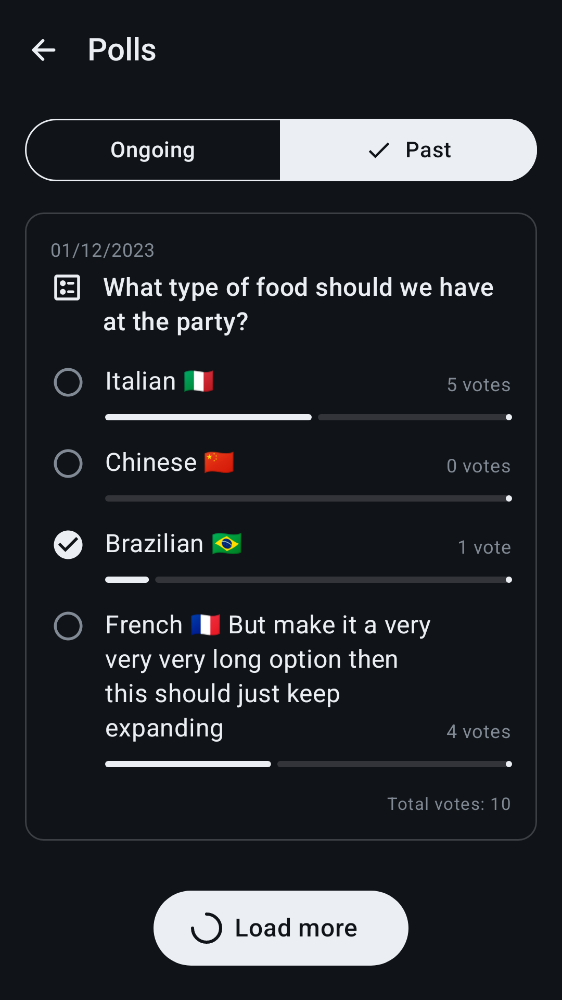 Polls
Ongoing
Past
01/12/2023
What type of food should we have
at the party?
Italian 🇮🇹
5 votes
Chinese 🇨🇳
0 votes
Brazilian 🇧🇷
1 vote
French 🇫🇷 But make it a very
very very long option then
this should just keep
expanding
4 votes
Total votes: 10
Load more